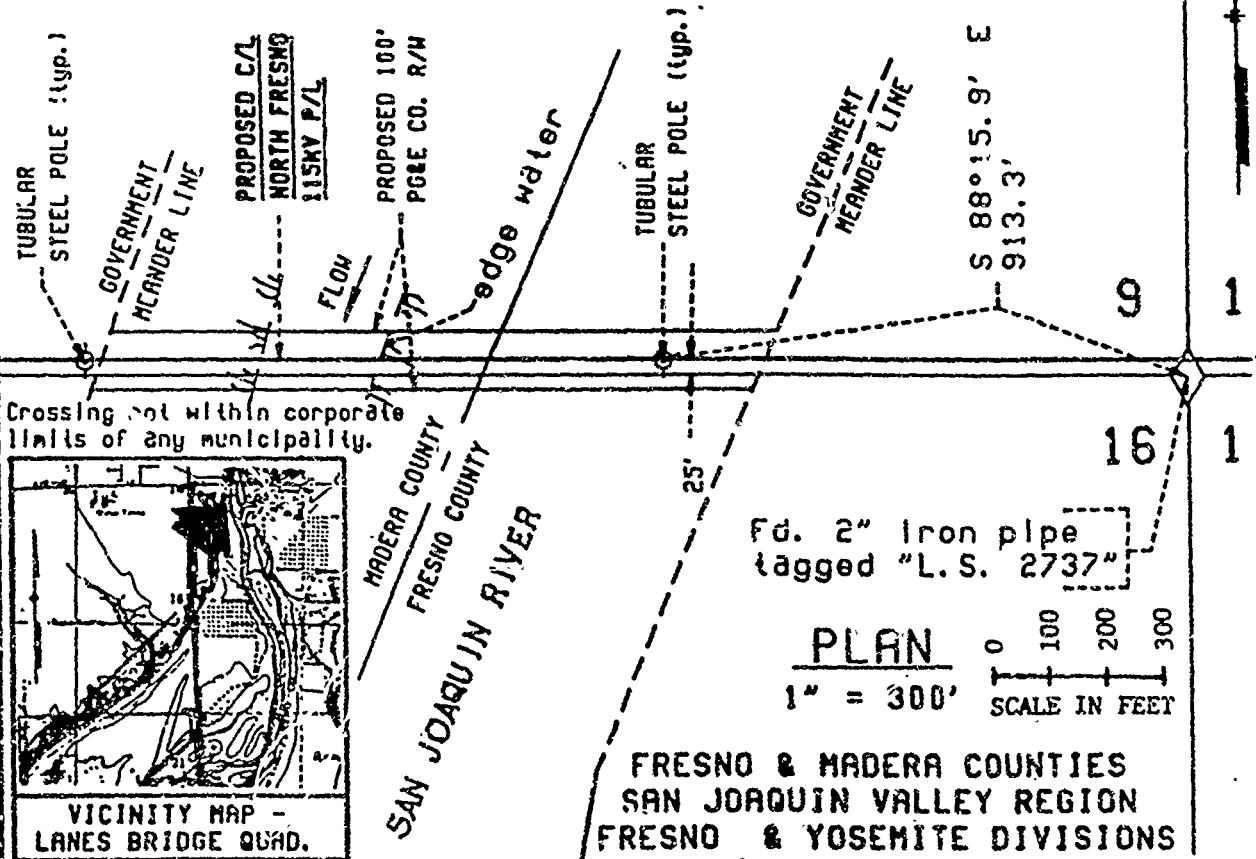 TUBULAR
STEEL POLE (typ.)
GOVERNMENT
MEANDER LINE
PROPOSED C/L
NORTH FRESNO
115KV P/L
PROPOSED 100'
PG&E CO. R/W
FLOW
edge water
TUBULAR
STEEL POLE (typ.)
GOVERNMENT
MEANDER LINE
S 88°15.9' E
913.3'
9
1
16
1
25'
Crossing not within corporate
limits of any municipality.
MADERA COUNTY
FRESNO COUNTY
SAN JOAQUIN RIVER
Fd. 2" iron pipe
tagged "L.S. 2737"
PLAN
1" = 300'
0 100 200 300
SCALE IN FEET
VICINITY MAP -
LANES BRIDGE QUAD.
FRESNO & MADERA COUNTIES
SAN JOAQUIN VALLEY REGION
FRESNO & YOSEMITE DIVISIONS